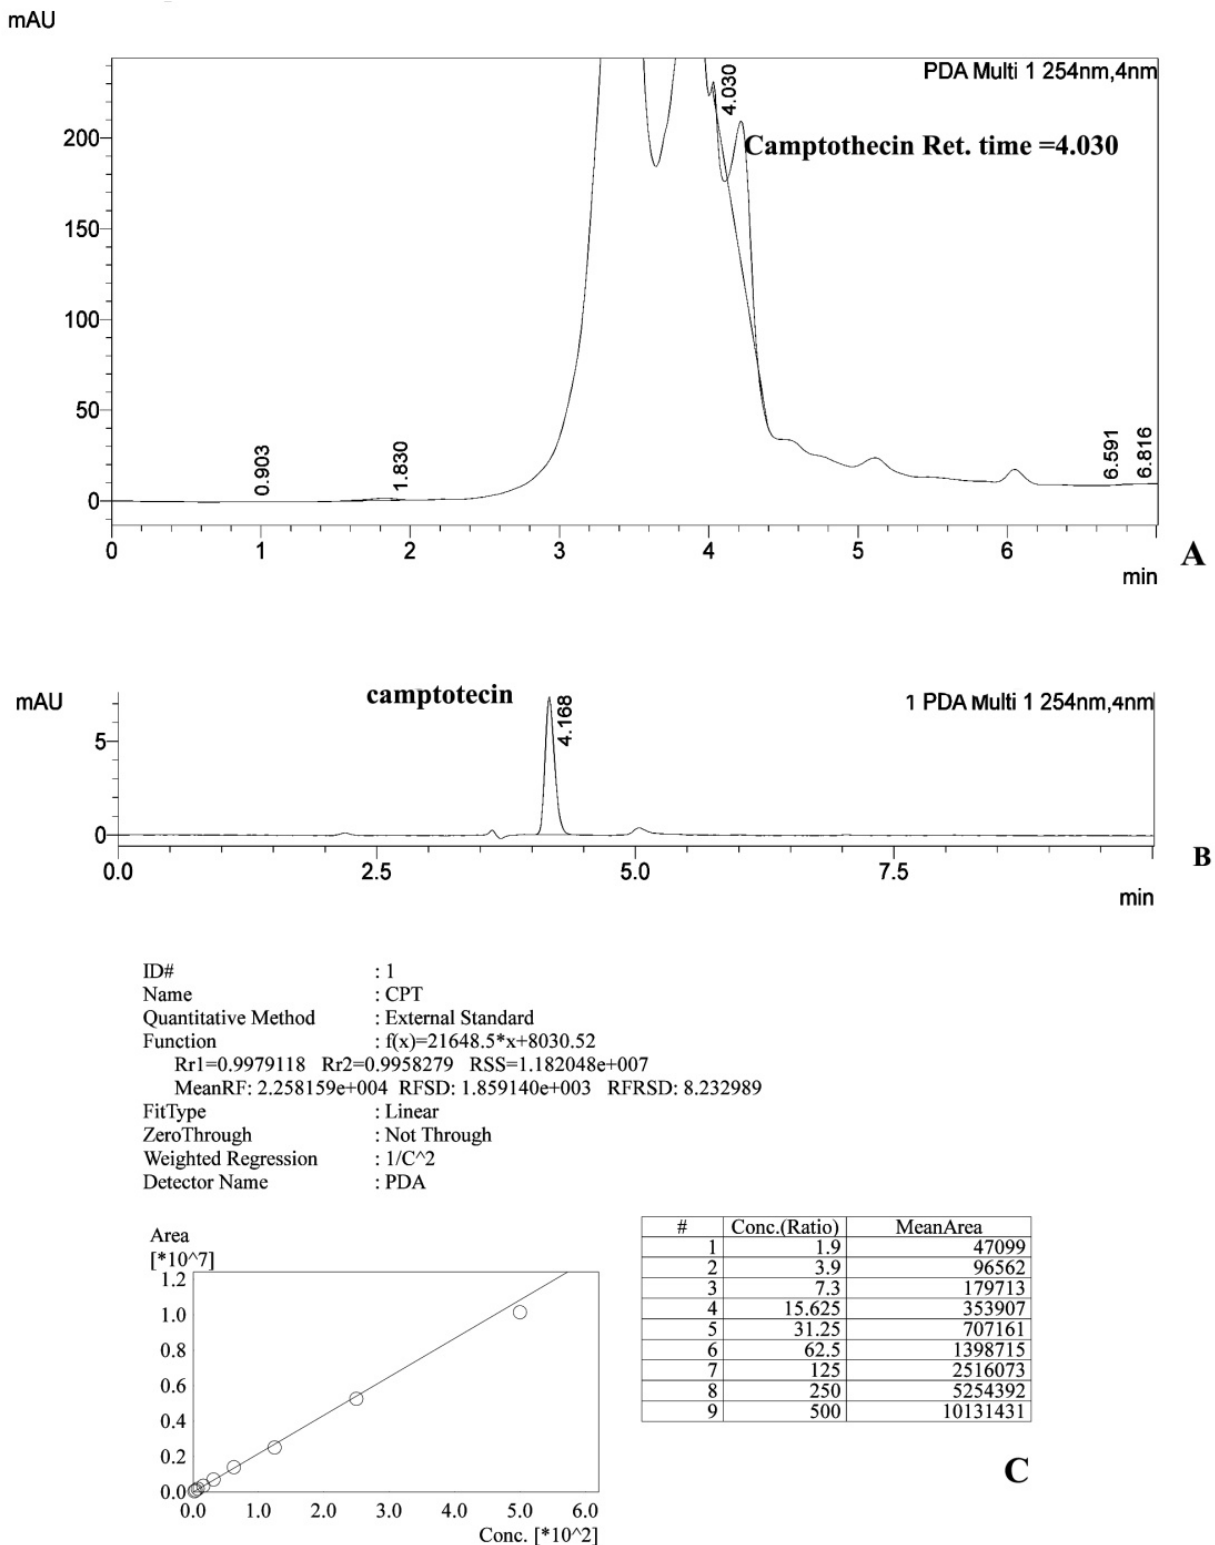 mAU
PDA Multi 1 254nm,4nm
4.030
Camptothecin Ret. time =4.030
200
150
100
50
0
0.903
1.830
6.591
6.816
0 1 2 3 4 5 6
min
A
mAU
camptotecin
4.168
1 PDA Multi 1 254nm,4nm
5
0
0.0 2.5 5.0 7.5
min
B
ID# : 1
Name : CPT
Quantitative Method : External Standard
Function : f(x)=21648.5*x+8030.52
Rr1=0.9979118 Rr2=0.9958279 RSS=1.182048e+007
MeanRF: 2.258159e+004 RFSD: 1.859140e+003 RFRSD: 8.232989
FitType : Linear
ZeroThrough : Not Through
Weighted Regression : 1/C^2
Detector Name : PDA
Area
[*10^7]
1.2
1.0
0.8
0.6
0.4
0.2
0.0
0.0 1.0 2.0 3.0 4.0 5.0 6.0
Conc. [*10^2]
# Conc.(Ratio) MeanArea
1 1.9 47099
2 3.9 96562
3 7.3 179713
4 15.625 353907
5 31.25 707161
6 62.5 1398715
7 125 2516073
8 250 5254392
9 500 10131431
C